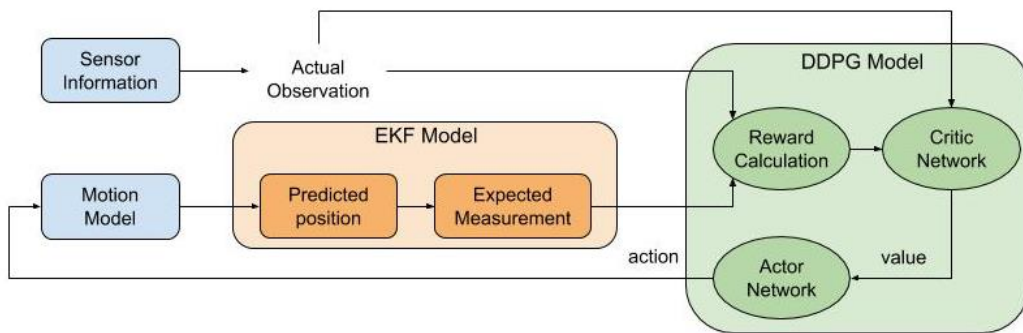 Sensor
Information
Actual
Observation
DDPG Model
EKF Model
Reward
Calculation
Critic
Network
Motion
Model
Predicted
position
Expected
Measurement
action
Actor
Network
value